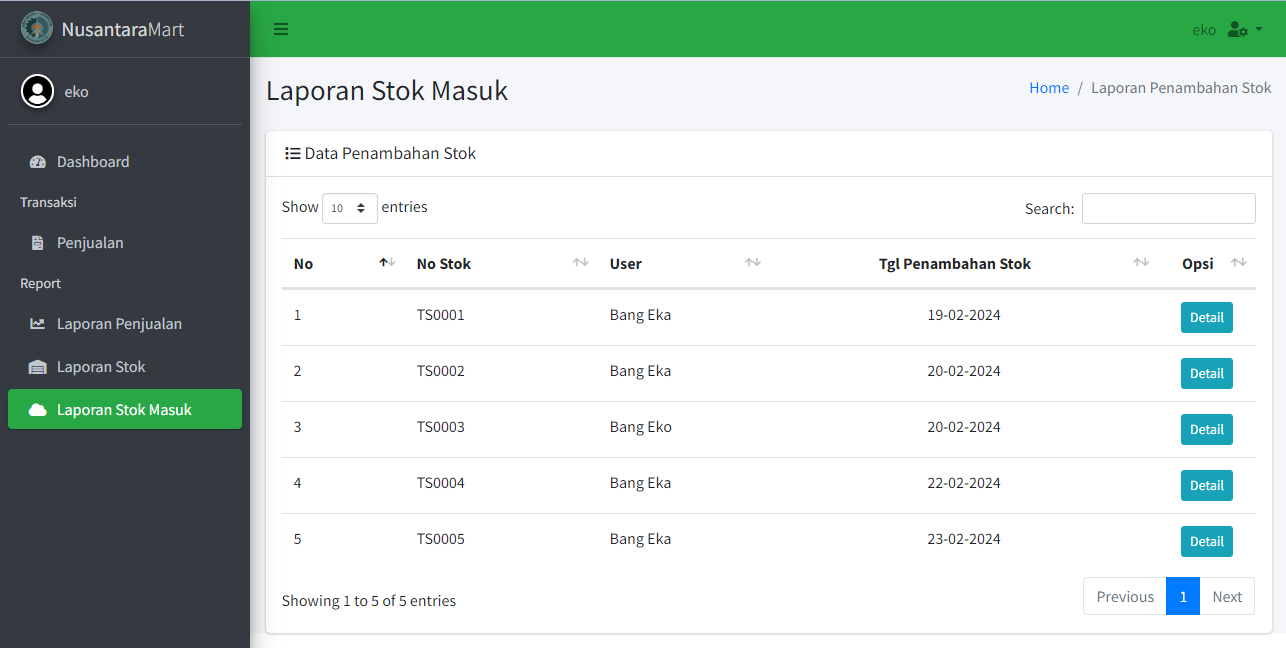 NusantaraMart
eko
eko
Dashboard
Transaksi
Penjualan
Report
Laporan Penjualan
Laporan Stok
Laporan Stok Masuk
Laporan Stok Masuk
Home / Laporan Penambahan Stok
Data Penambahan Stok
Show 10 entries
Search:
No No Stok User Tgl Penambahan Stok Opsi
1 TS0001 Bang Eka 19-02-2024 Detail
2 TS0002 Bang Eka 20-02-2024 Detail
3 TS0003 Bang Eko 20-02-2024 Detail
4 TS0004 Bang Eka 22-02-2024 Detail
5 TS0005 Bang Eka 23-02-2024 Detail
Showing 1 to 5 of 5 entries
Previous 1 Next